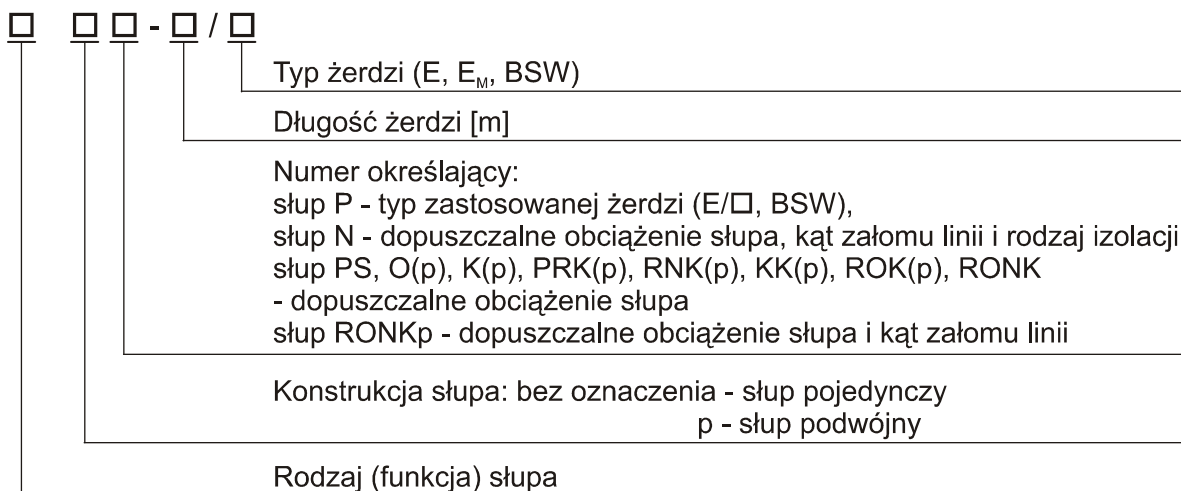 □ □ □ - □ / □
Typ żerdzi (E, E_M, BSW)
Długość żerdzi [m]
Numer określający:
słup P - typ zastosowanej żerdzi (E/□, BSW),
słup N - dopuszczalne obciążenie słupa, kąt załomu linii i rodzaj izolacji
słup PS, O(p), K(p), PRK(p), RNK(p), KK(p), ROK(p), RONK
- dopuszczalne obciążenie słupa
słup RONKp - dopuszczalne obciążenie słupa i kąt załomu linii
Konstrukcja słupa: bez oznaczenia - słup pojedynczy
p - słup podwójny
Rodzaj (funkcja) słupa